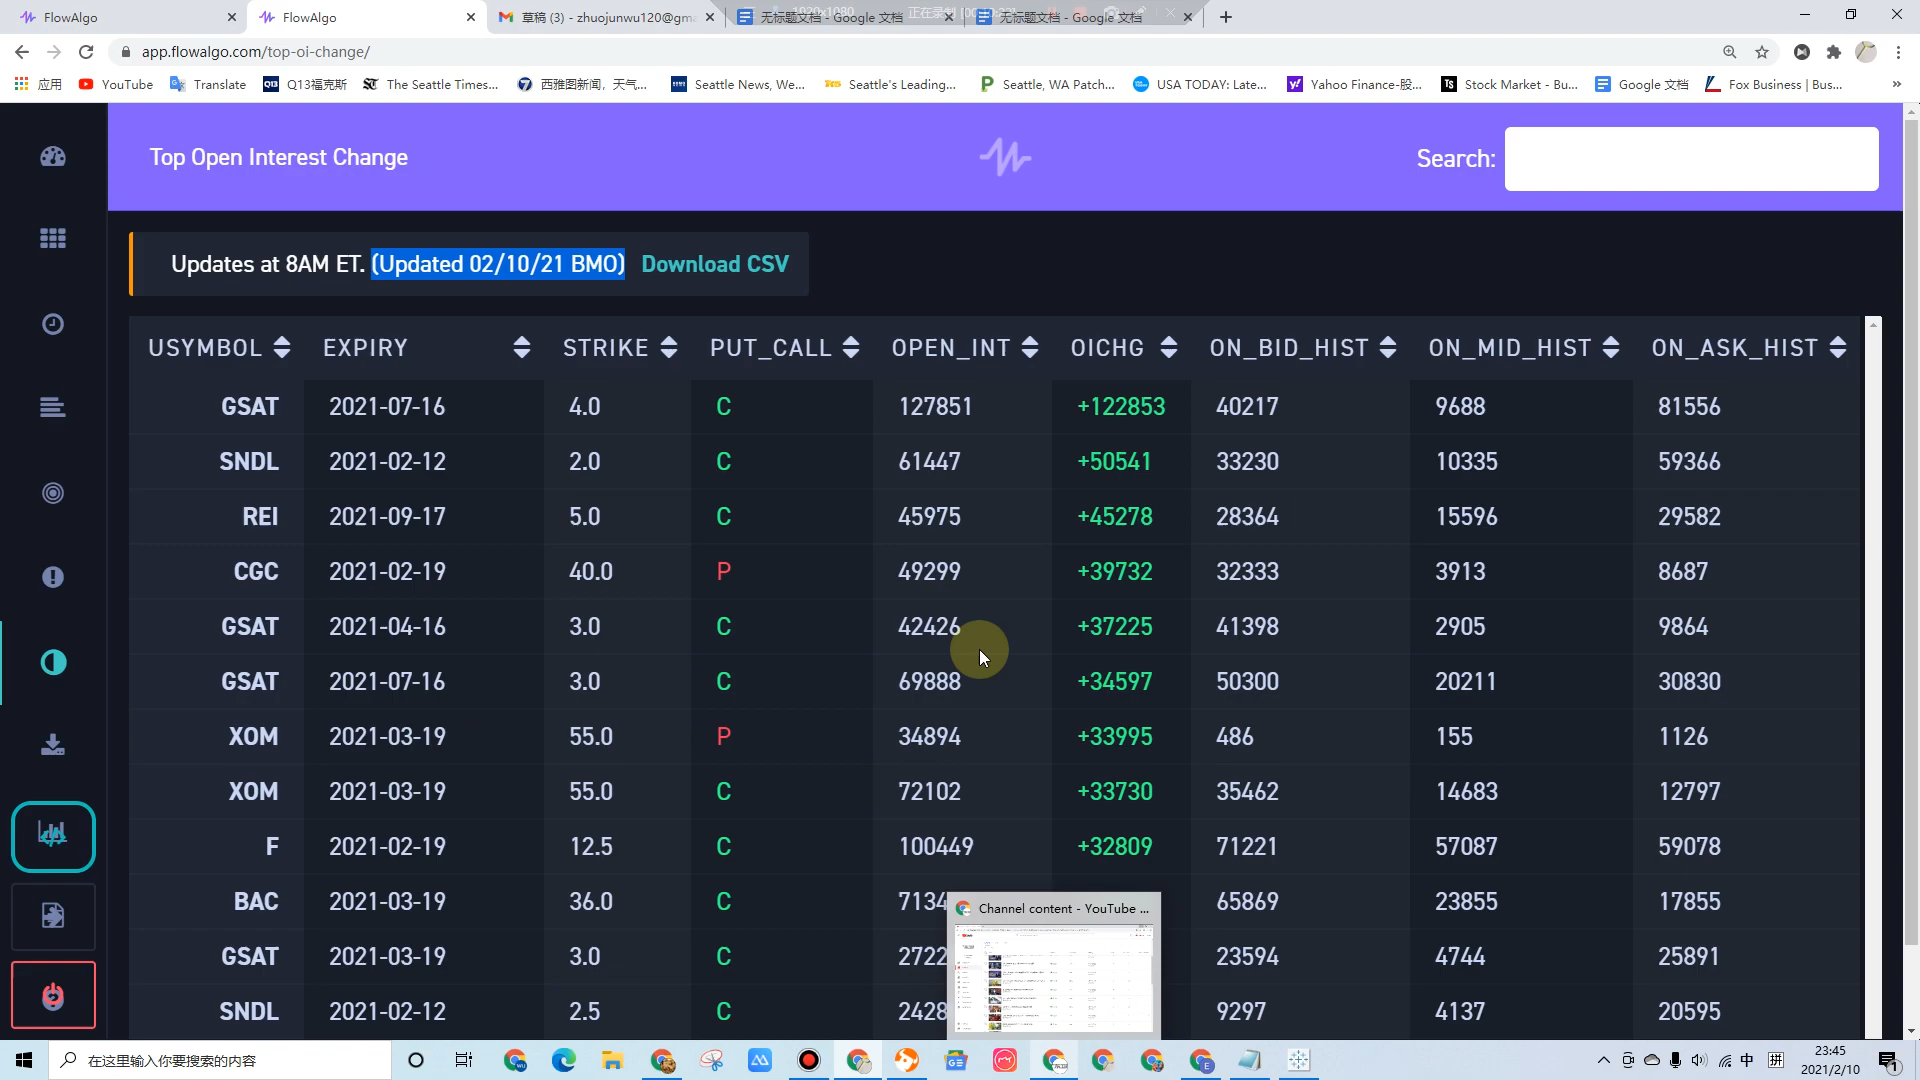 FlowAlgo
FlowAlgo
草稿 (3) - zhuojunwu120@gma
无标题文档 - Google 文档
无标题文档 - Google 文档
app.flowalgo.com/top-oi-change/
应用
YouTube
Translate
Q13福克斯
The Seattle Times...
西雅图新闻，天气...
Seattle News, We...
Seattle's Leading...
Seattle, WA Patch...
USA TODAY: Late...
Yahoo Finance-股...
Stock Market - Bu...
Google 文档
Fox Business | Bus...
Top Open Interest Change
Search:
Updates at 8AM ET. (Updated 02/10/21 BMO) Download CSV
USYMBOL EXPIRY STRIKE PUT_CALL OPEN_INT OICHG ON_BID_HIST ON_MID_HIST ON_ASK_HIST
GSAT 2021-07-16 4.0 C 127851 +122853 40217 9688 81556
SNDL 2021-02-12 2.0 C 61447 +50541 33230 10335 59366
REI 2021-09-17 5.0 C 45975 +45278 28364 15596 29582
CGC 2021-02-19 40.0 P 49299 +39732 32333 3913 8687
GSAT 2021-04-16 3.0 C 42426 +37225 41398 2905 9864
GSAT 2021-07-16 3.0 C 69888 +34597 50300 20211 30830
XOM 2021-03-19 55.0 P 34894 +33995 486 155 1126
XOM 2021-03-19 55.0 C 72102 +33730 35462 14683 12797
F 2021-02-19 12.5 C 100449 +32809 71221 57087 59078
BAC 2021-03-19 36.0 C 7134 65869 23855 17855
GSAT 2021-03-19 3.0 C 2722 23594 4744 25891
SNDL 2021-02-12 2.5 C 2428 9297 4137 20595
Channel content - YouTube ...
在这里输入你要搜索的内容
中
拼
23:45
2021/2/10